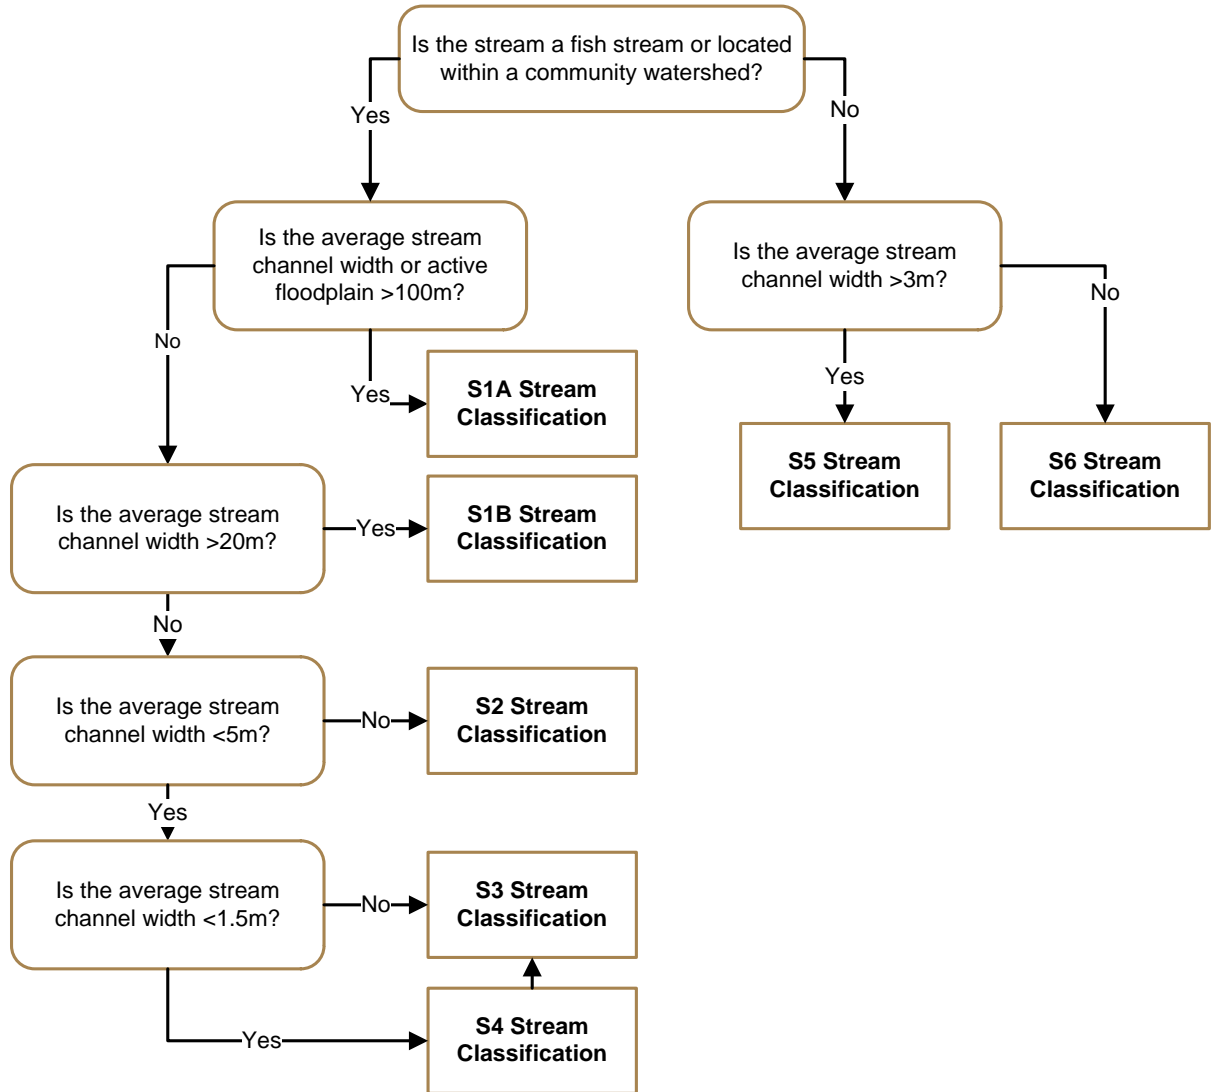 Is the stream a fish stream or located
within a community watershed?
Yes
No
Is the average stream
channel width or active
floodplain >100m?
Is the average stream
channel width >3m?
No
Yes
S1A Stream
Classification
Yes
No
S5 Stream
Classification
S6 Stream
Classification
Is the average stream
channel width >20m?
Yes
S1B Stream
Classification
No
Is the average stream
channel width <5m?
No
S2 Stream
Classification
Yes
Is the average stream
channel width <1.5m?
No
S3 Stream
Classification
Yes
S4 Stream
Classification